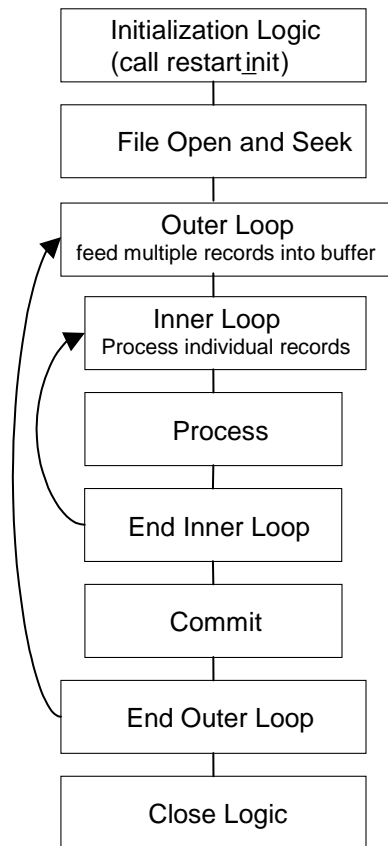 Initialization Logic
(call restart_init)
File Open and Seek
Outer Loop
feed multiple records into buffer
Inner Loop
Process individual records
Process
End Inner Loop
Commit
End Outer Loop
Close Logic